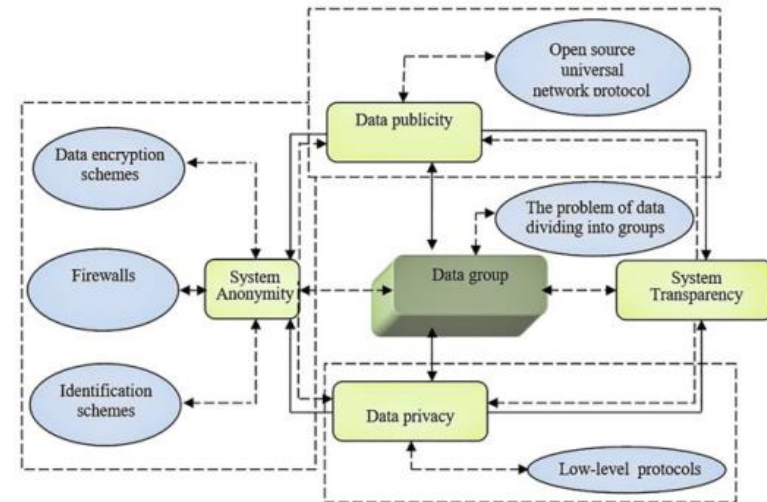 Open source
universal
network protocol
Data publicity
Data encryption
schemes
The problem of data
dividing into groups
Firewalls
System
Anonymity
Data group
System
Transparency
Identification
schemes
Data privacy
Low-level protocols